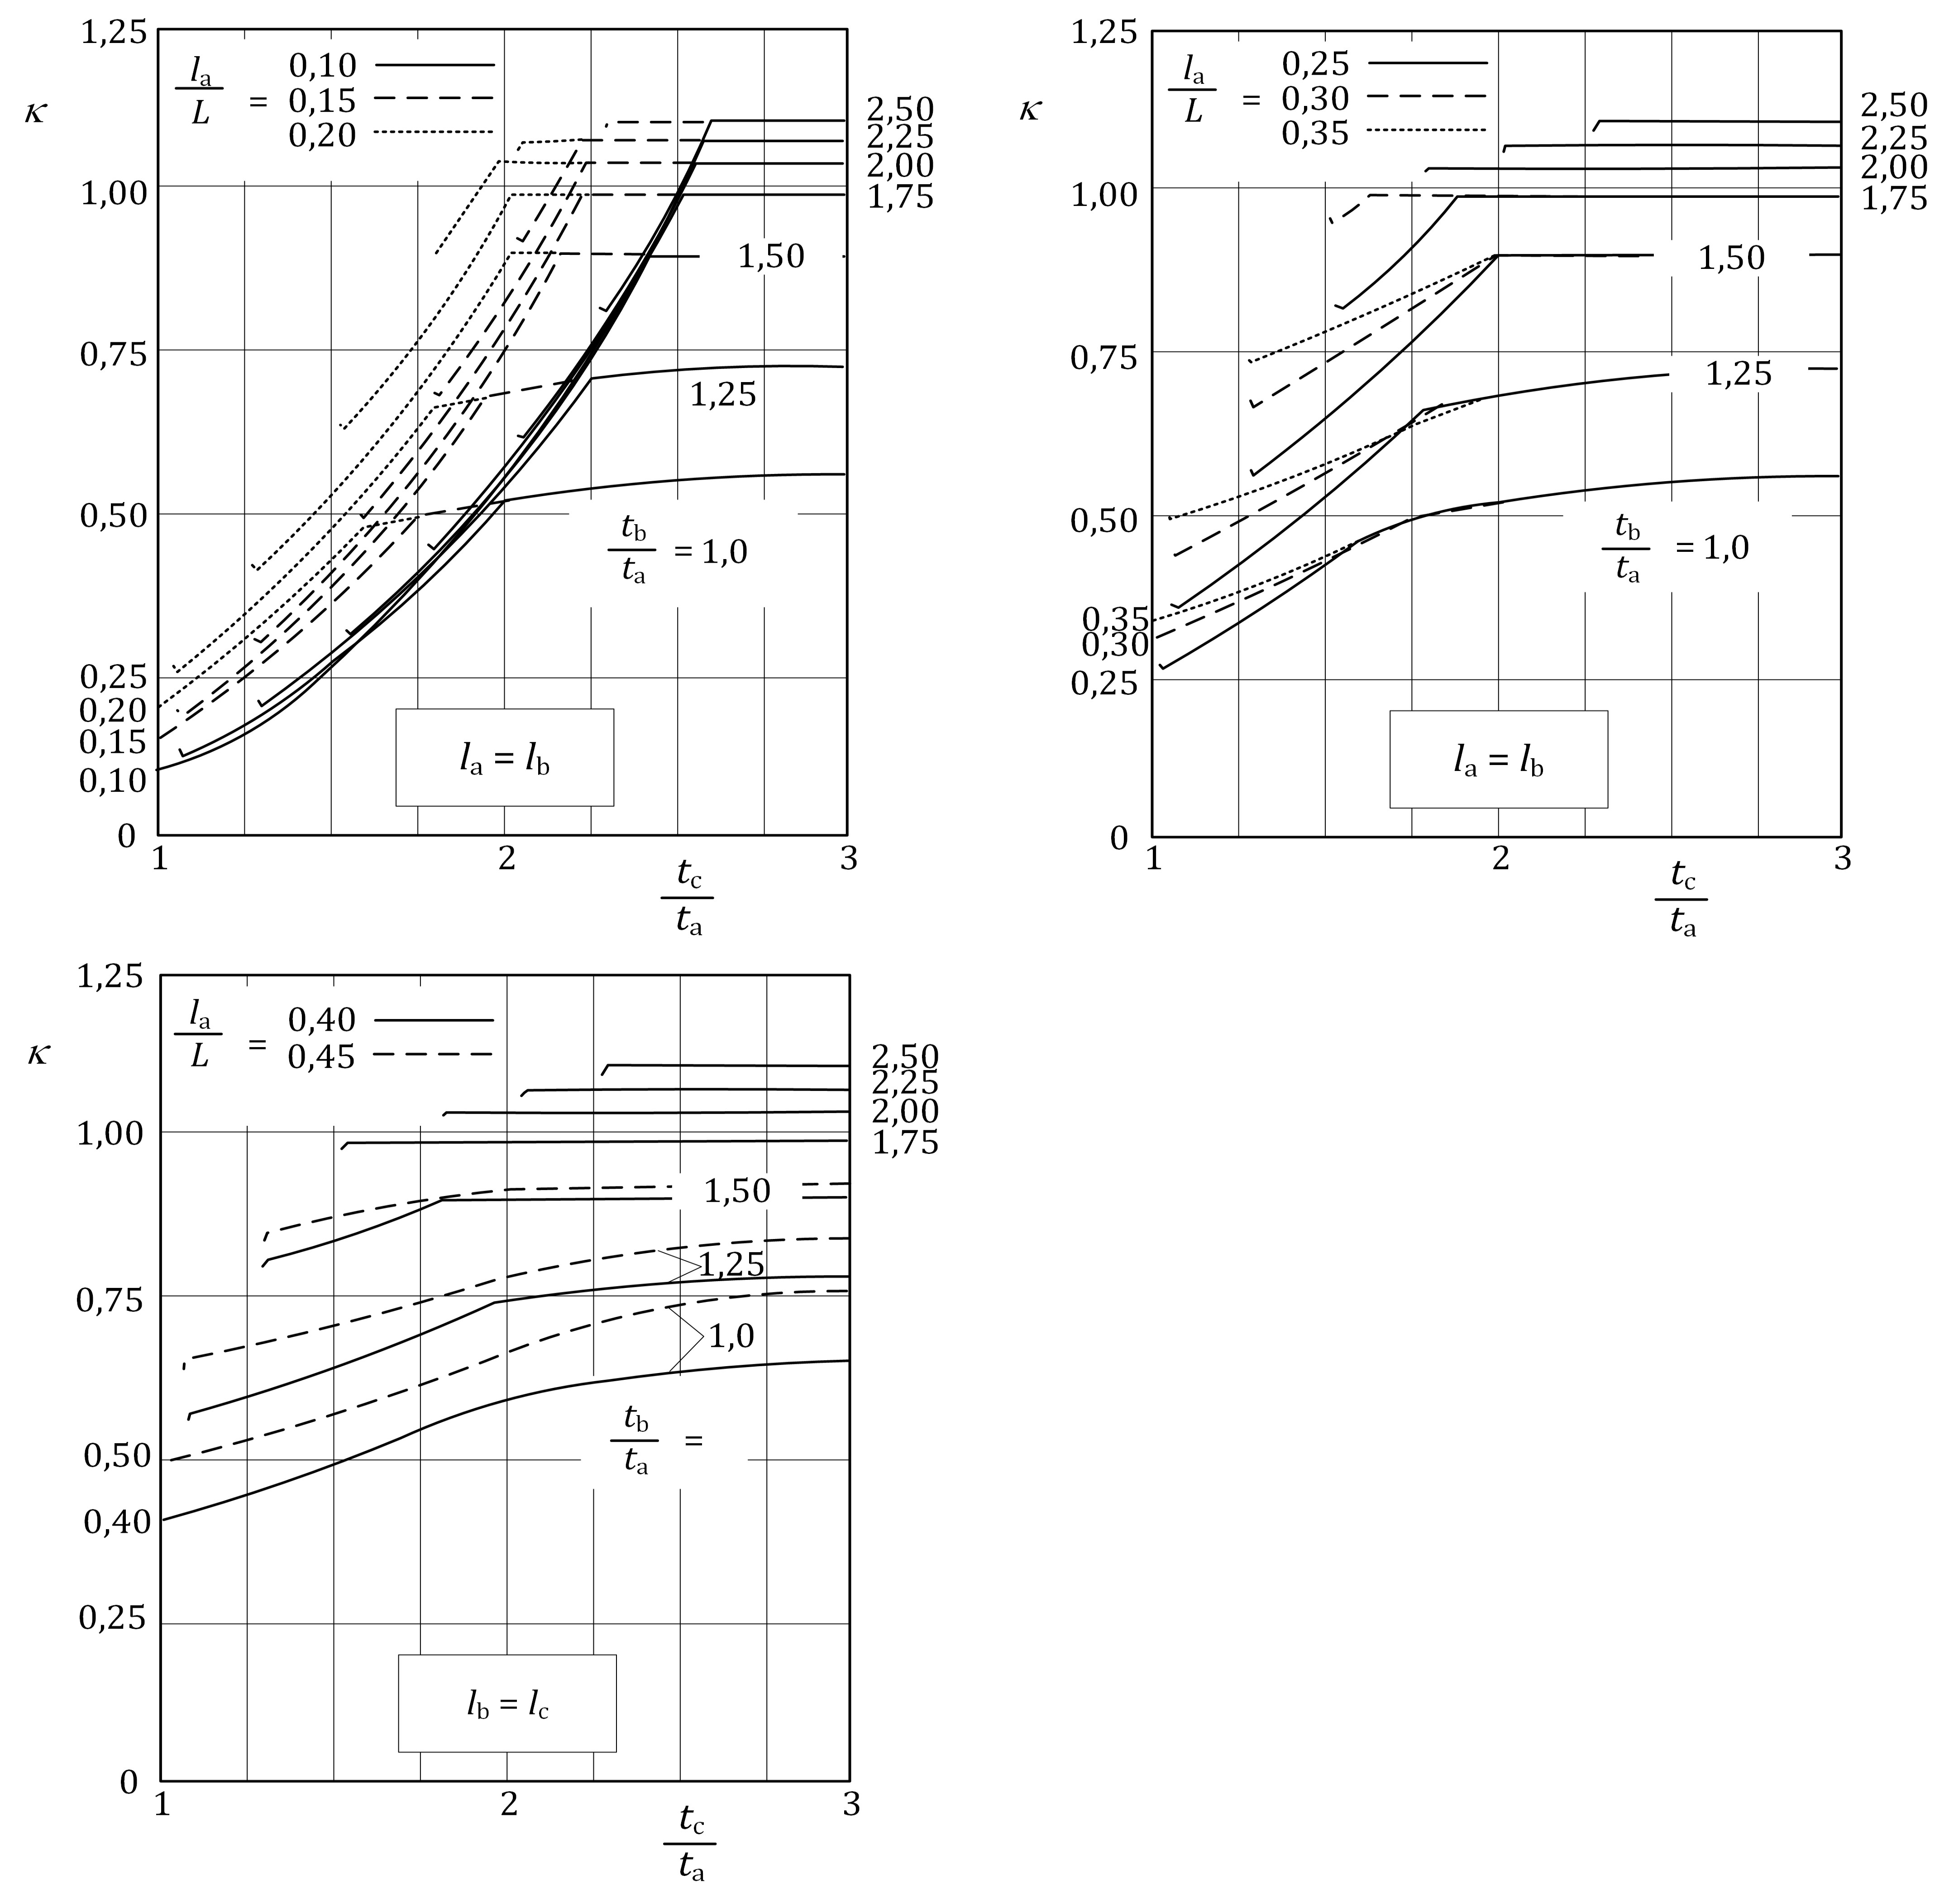 κ
1,25
1,00
0,75
0,50
0,25
0,20
0,15
0,10
0
la/L =
0,10
0,15
0,20
2,50
2,25
2,00
1,75
1,50
1,25
tb/ta = 1,0
la = lb
1 2 3
tc/ta
κ
1,25
1,00
0,75
0,50
0,35
0,30
0,25
0
la/L =
0,25
0,30
0,35
2,50
2,25
2,00
1,75
1,50
1,25
tb/ta = 1,0
la = lb
1 2 3
tc/ta
κ
1,25
1,00
0,75
0,50
0,40
0,25
0
la/L =
0,40
0,45
2,50
2,25
2,00
1,75
1,50
1,25
1,0
tb/ta =
lb = lc
1 2 3
tc/ta